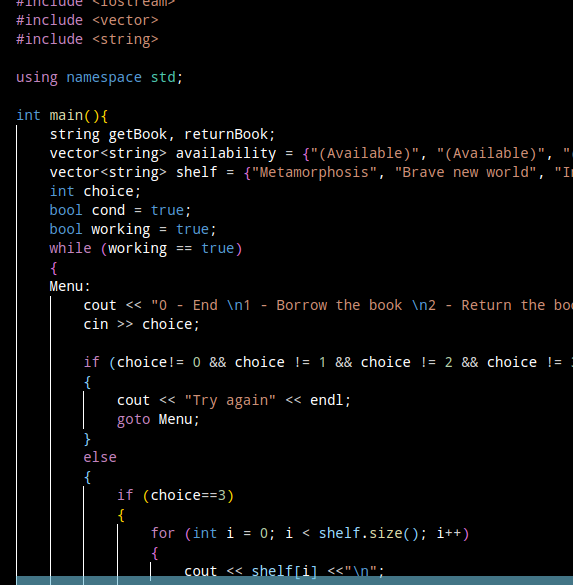 #include <iostream>
#include <vector>
#include <string>
using namespace std;
int main(){
string getBook, returnBook;
vector<string> availability = {"(Available)", "(Available)", "
vector<string> shelf = {"Metamorphosis", "Brave new world", "I
int choice;
bool cond = true;
bool working = true;
while (working == true)
{
Menu:
cout << "0 - End \n1 - Borrow the book \n2 - Return the bo
cin >> choice;
if (choice!= 0 && choice != 1 && choice != 2 && choice !=
{
cout << "Try again" << endl;
goto Menu;
}
else
{
if (choice==3)
{
for (int i = 0; i < shelf.size(); i++)
{
cout << shelf[i] <<"\n";